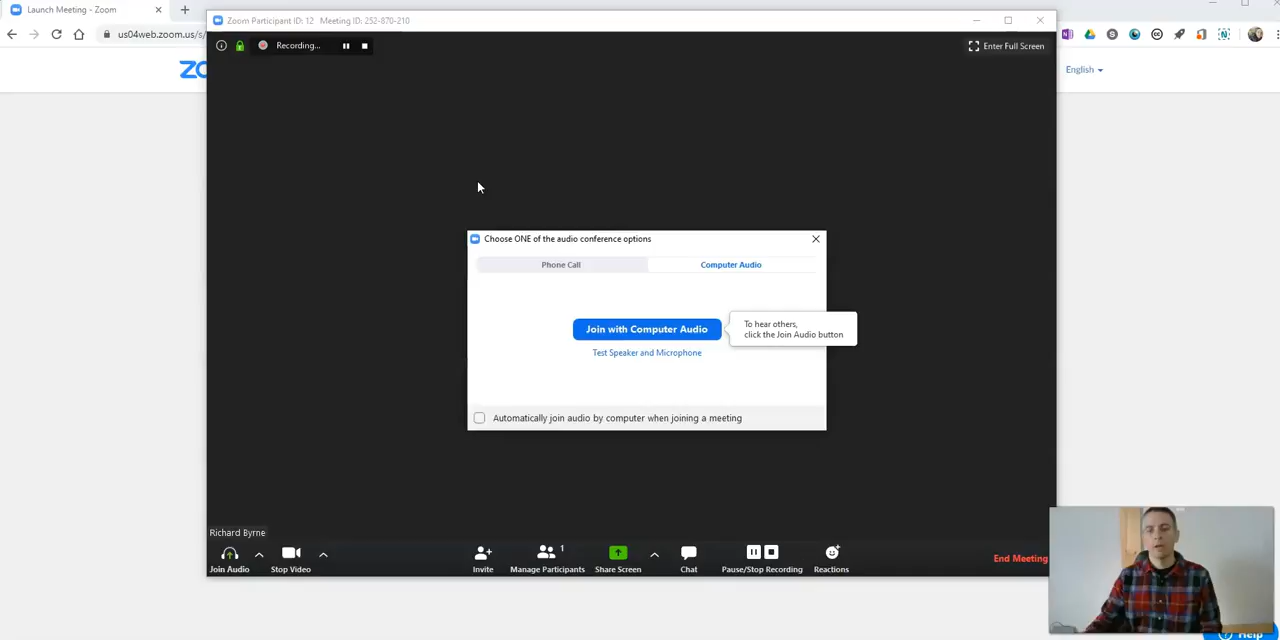 Launch Meeting - Zoom
Zoom Participant ID: 12 Meeting ID: 252-870-210
us04web.zoom.us/s/
Recording...
Enter Full Screen
ZO
English
Choose ONE of the audio conference options
Phone Call
Computer Audio
Join with Computer Audio
To hear others,
click the Join Audio button
Test Speaker and Microphone
Automatically join audio by computer when joining a meeting
Richard Byrne
1
Join Audio
Stop Video
Invite
Manage Participants
Share Screen
Chat
Pause/Stop Recording
Reactions
End Meeting
Help